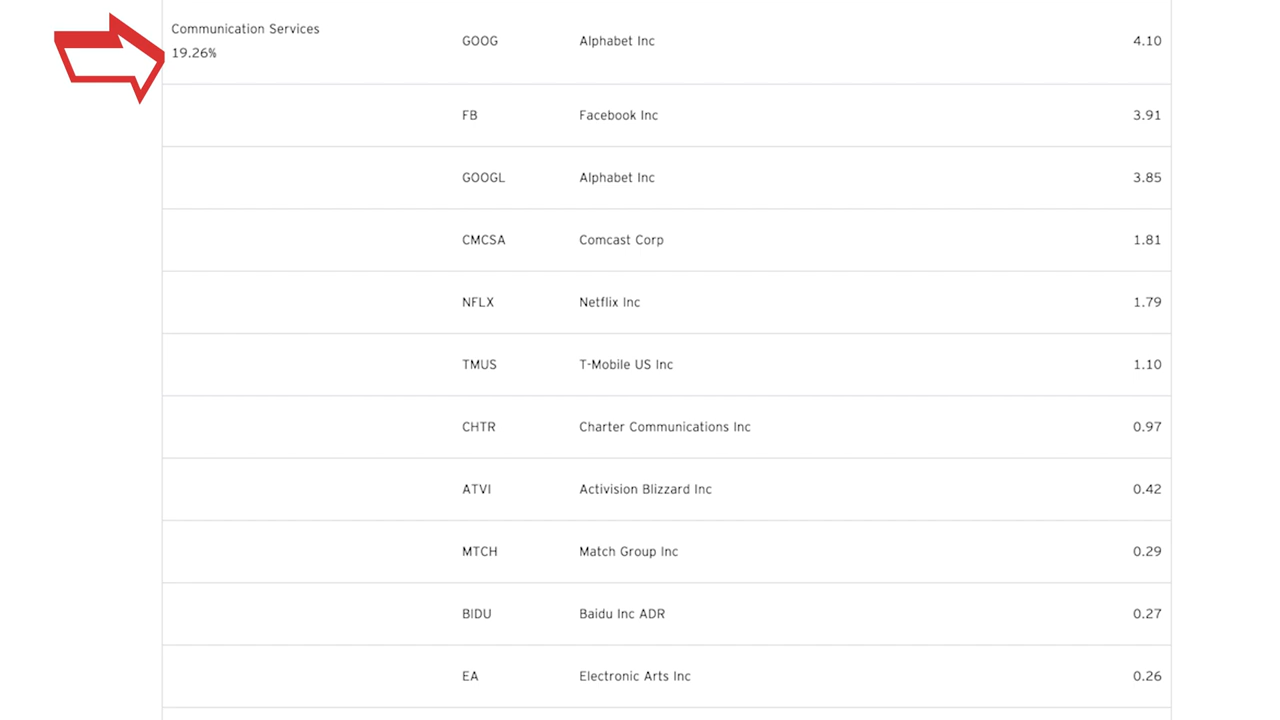 Communication Services
19.26%
GOOG Alphabet Inc 4.10
FB Facebook Inc 3.91
GOOGL Alphabet Inc 3.85
CMCSA Comcast Corp 1.81
NFLX Netflix Inc 1.79
TMUS T-Mobile US Inc 1.10
CHTR Charter Communications Inc 0.97
ATVI Activision Blizzard Inc 0.42
MTCH Match Group Inc 0.29
BIDU Baidu Inc ADR 0.27
EA Electronic Arts Inc 0.26